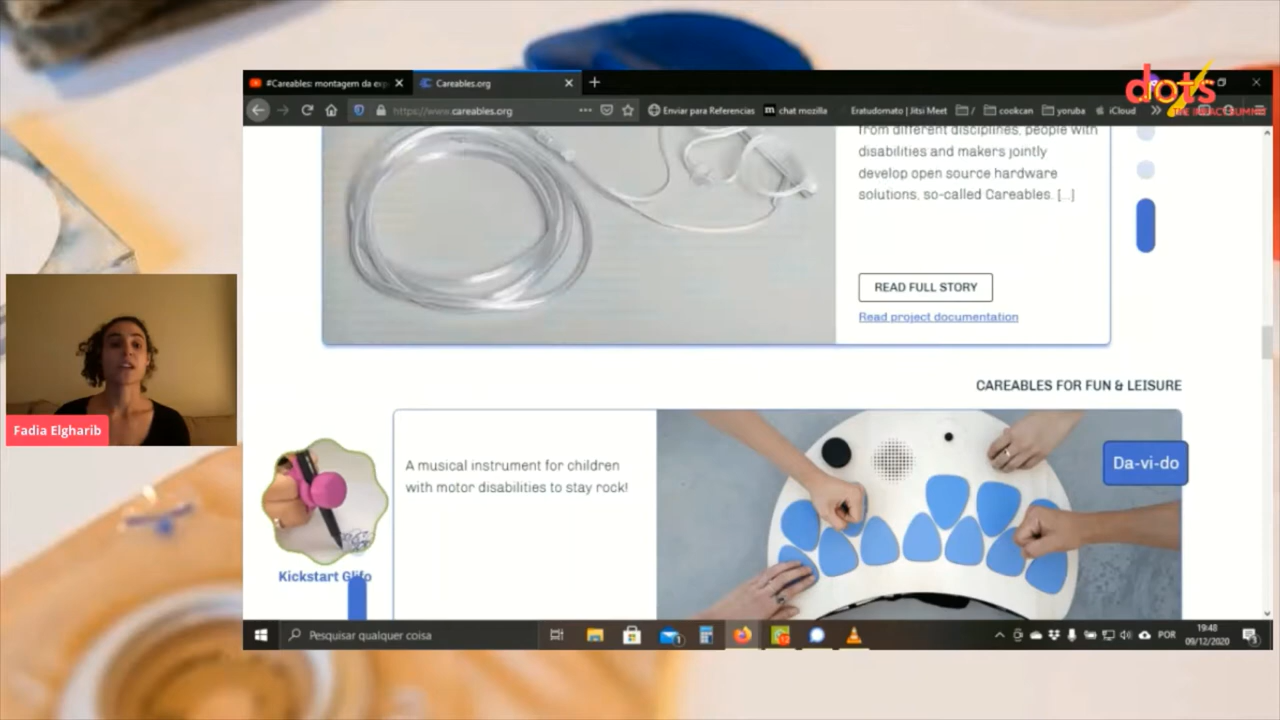 #Careables: montagem da exp
Careables.org
dots
https://www.careables.org
Enviar para Referencias
chat mozilla
Eratudomato | Jitsi Meet
/
cookcan
yoruba
iCloud
from different disciplines, people with
disabilities and makers jointly
develop open source hardware
solutions, so-called Careables. [...]
READ FULL STORY
Read project documentation
CAREABLES FOR FUN & LEISURE
Fadia Elgharib
A musical instrument for children
with motor disabilities to stay rock!
Da-vi-do
Kickstart Glifo
Pesquisar qualquer coisa
POR
19:48
09/12/2020